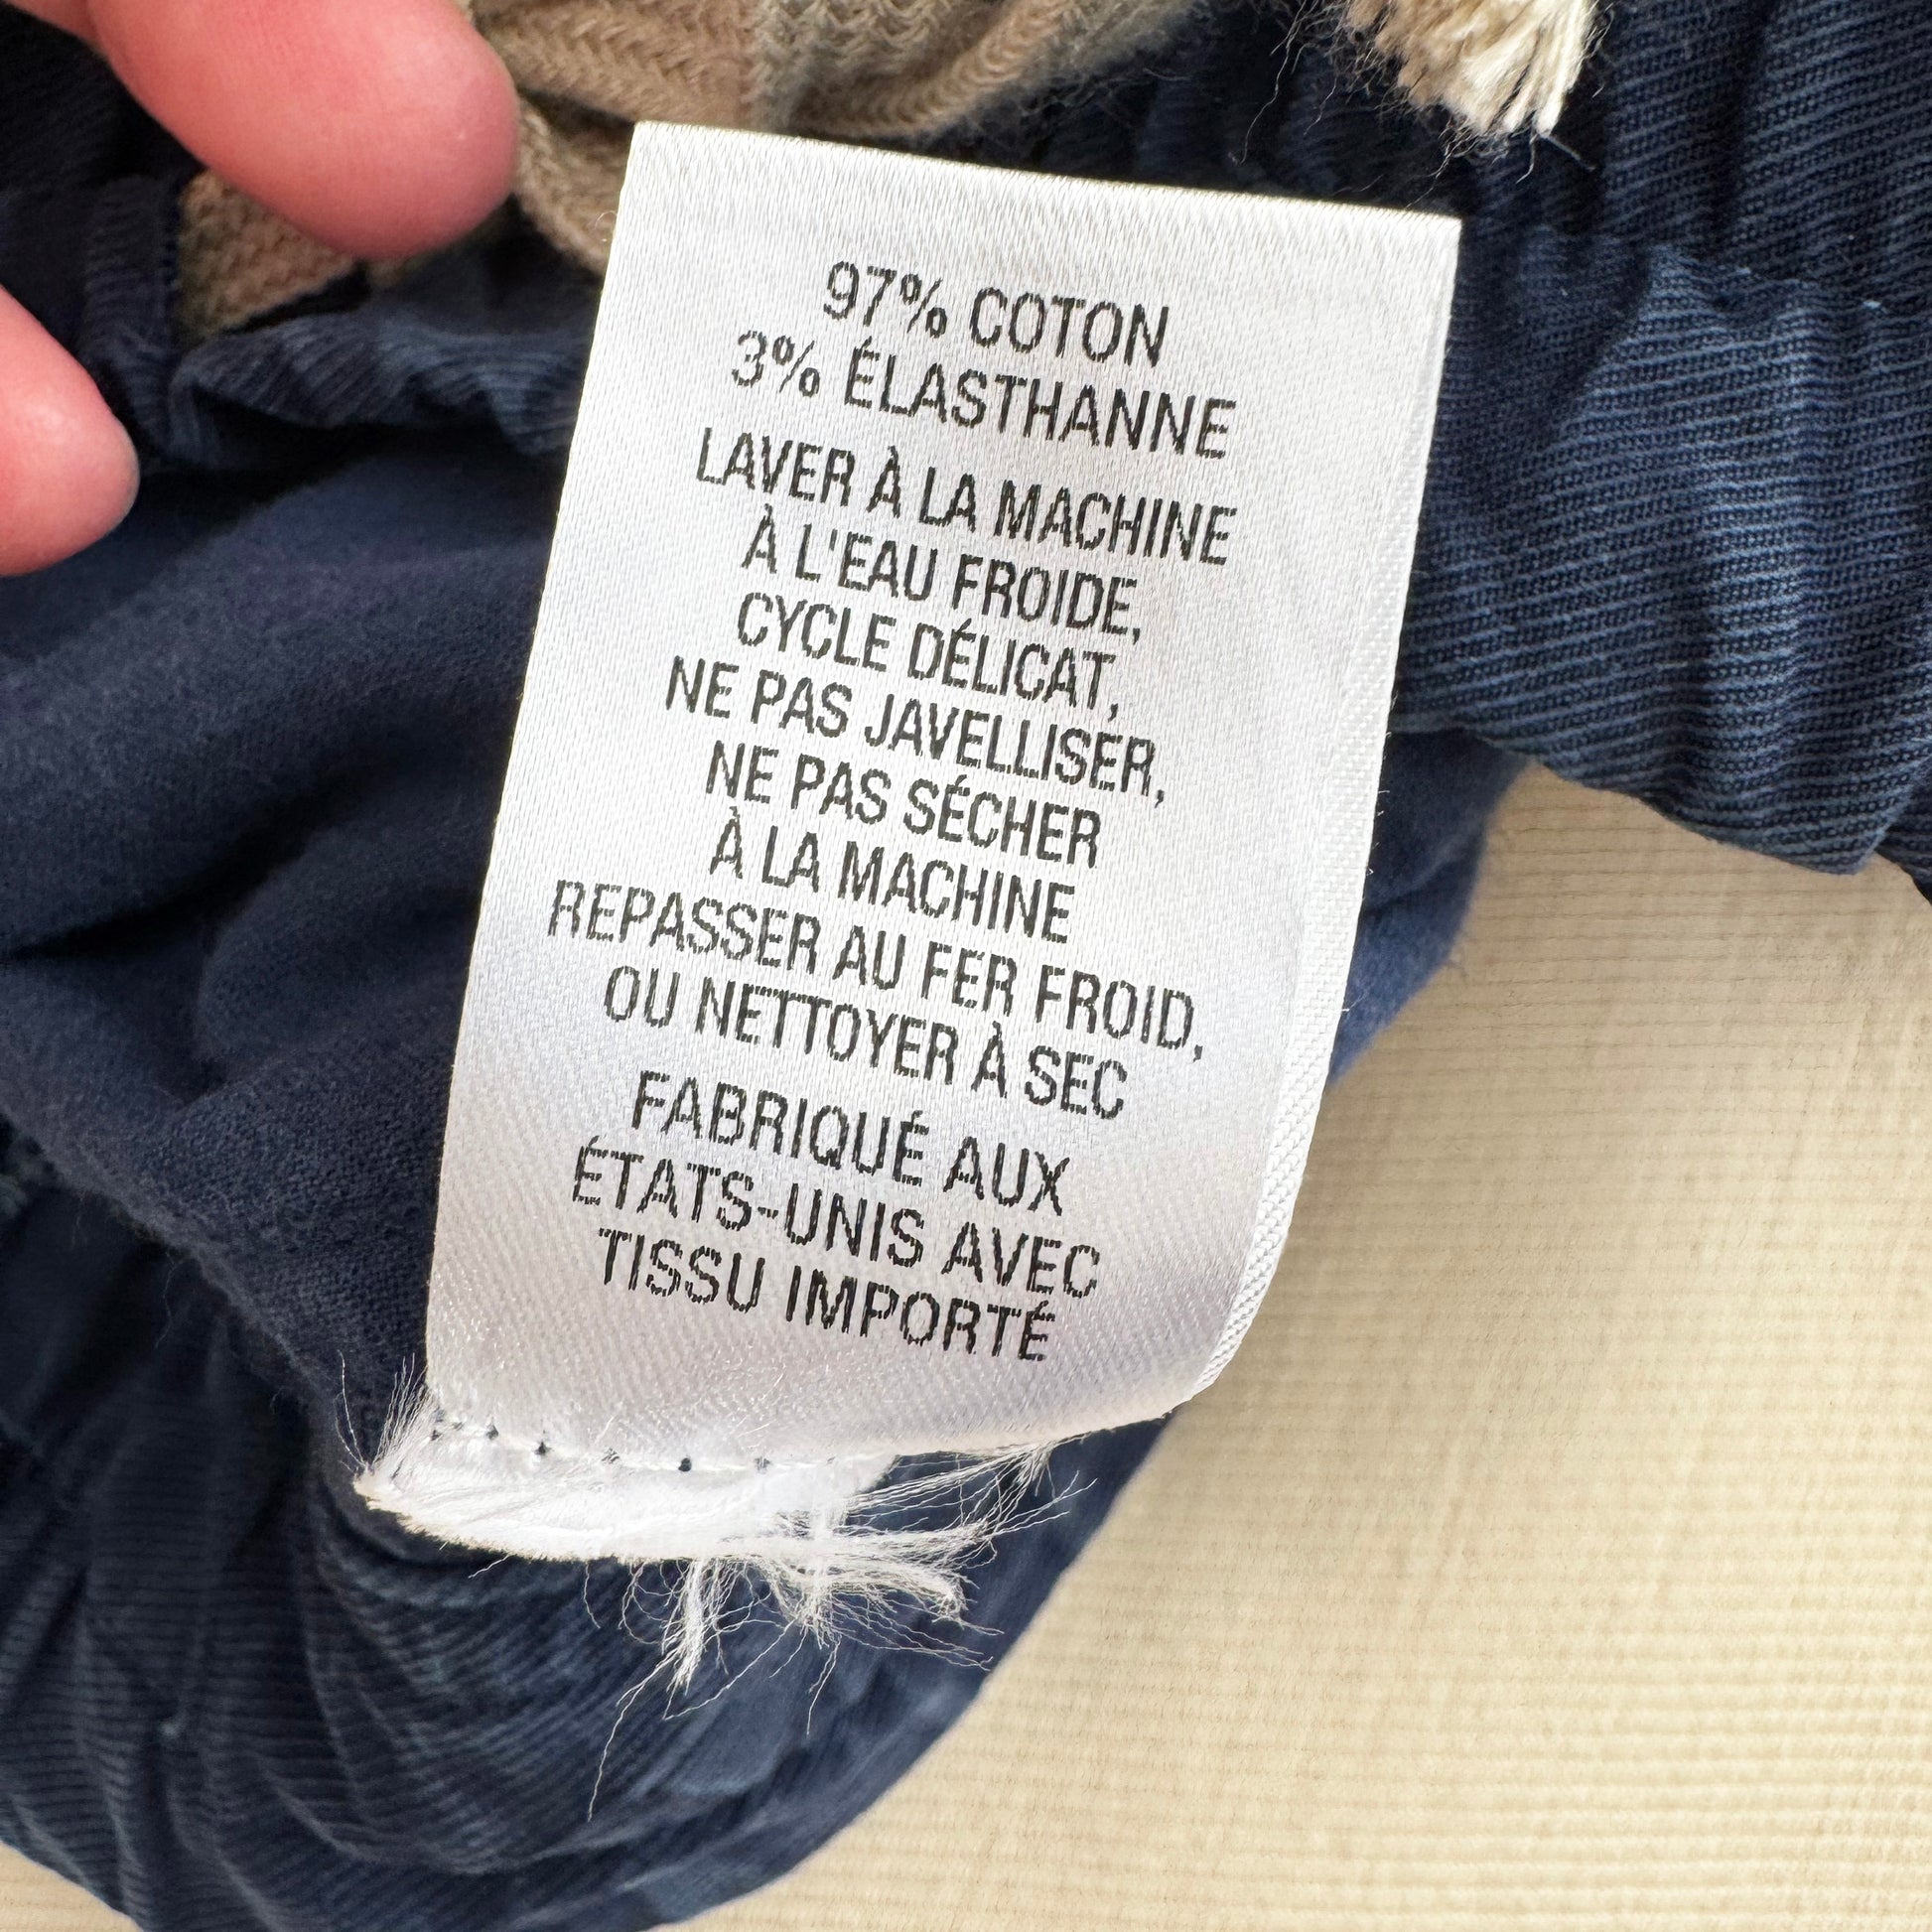 97% COTON
3% ÉLASTHANNE
LAVER À LA MACHINE
À L'EAU FROIDE,
CYCLE DÉLICAT,
NE PAS JAVELLISER,
NE PAS SÉCHER
À LA MACHINE
REPASSER AU FER FROID,
OU NETTOYER À SEC
FABRIQUÉ AUX
ÉTATS-UNIS AVEC
TISSU IMPORTÉ